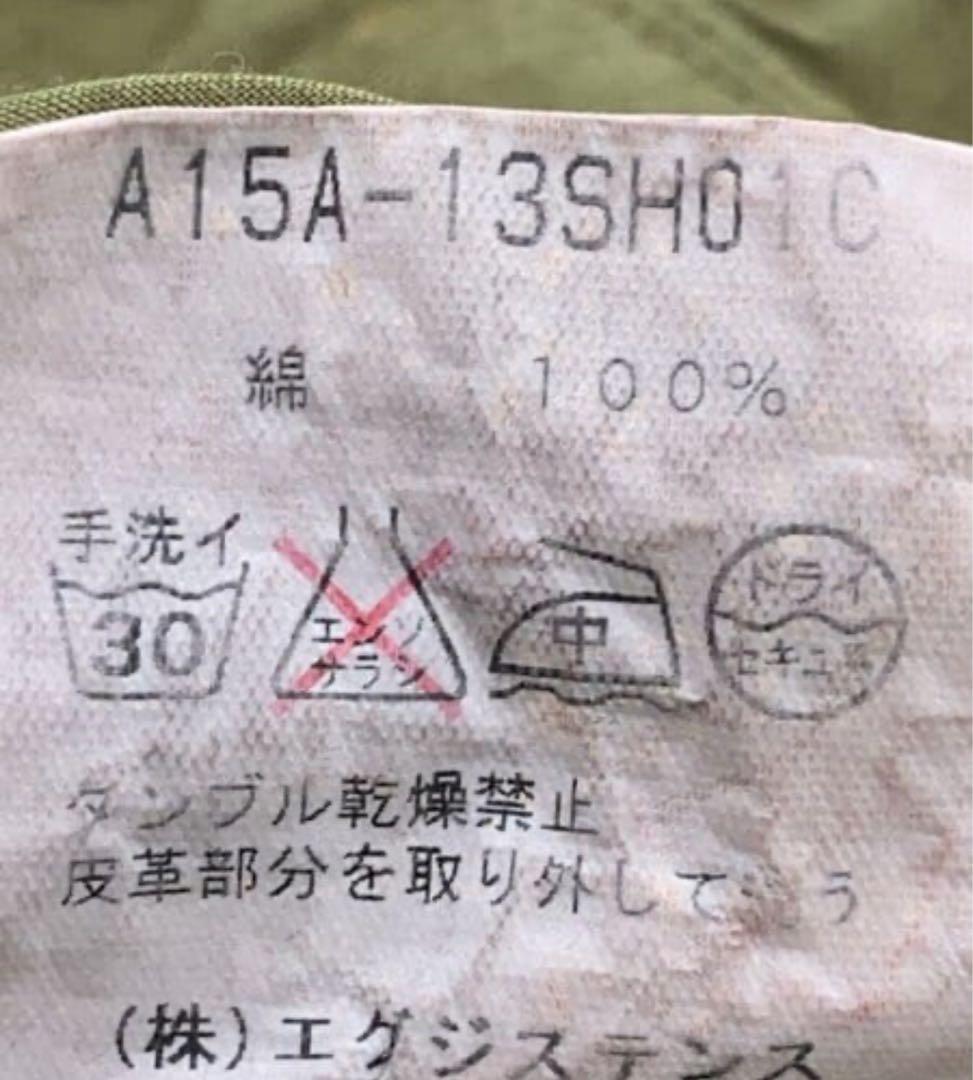 A15A-13SH01C
綿 100%
手洗イ
30
エンソ
サラシ
中
ドライ
セキユ系
タンブル乾燥禁止
皮革部分を取り外して洗う
(株)エグジステンス